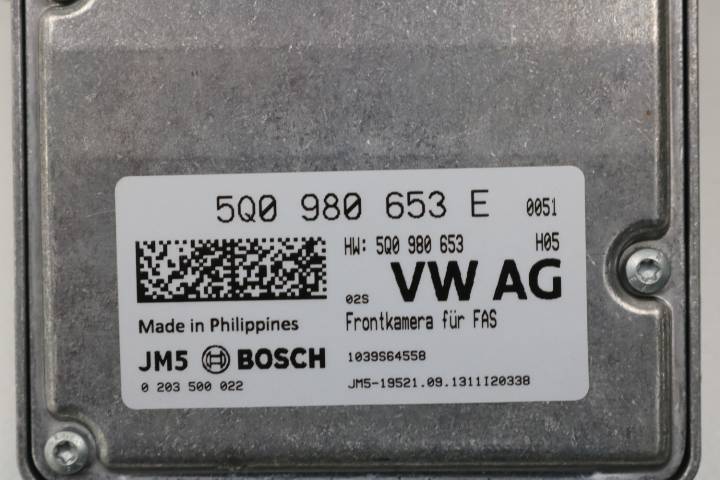 5Q0 980 653 E 0051
HW: 5Q0 980 653 H05
02S VW AG
Made in Philippines
Frontkamera für FAS
JM5 BOSCH
1039S64558
0 203 500 022
JM5-19521.09.1311I20338